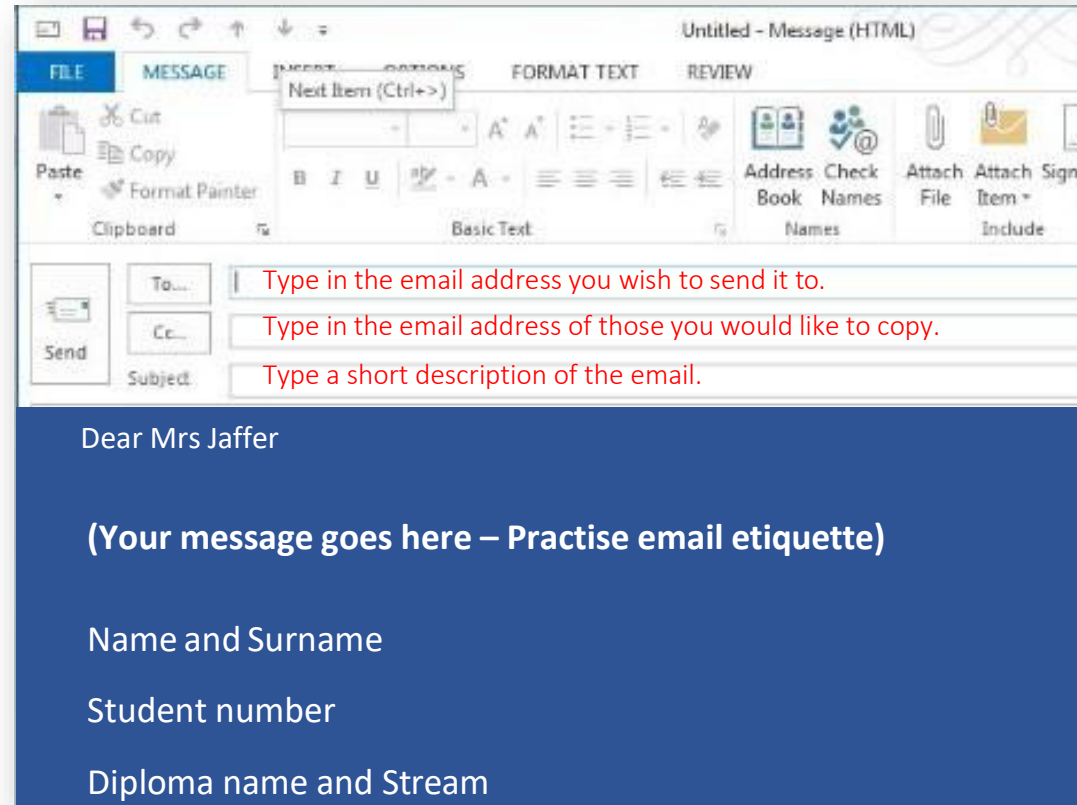 Untitled - Message (HTML)
FILE MESSAGE INSERT OPTIONS FORMAT TEXT REVIEW
Next Item (Ctrl+>)
Cut
Copy
Paste
Format Painter
B I U
Address Book
Check Names
Attach File
Attach Item
Clipboard Basic Text Names Include
To... Type in the email address you wish to send it to.
Cc... Type in the email address of those you would like to copy.
Send
Subject Type a short description of the email.
Dear Mrs Jaffer
(Your message goes here – Practise email etiquette)
Name and Surname
Student number
Diploma name and Stream